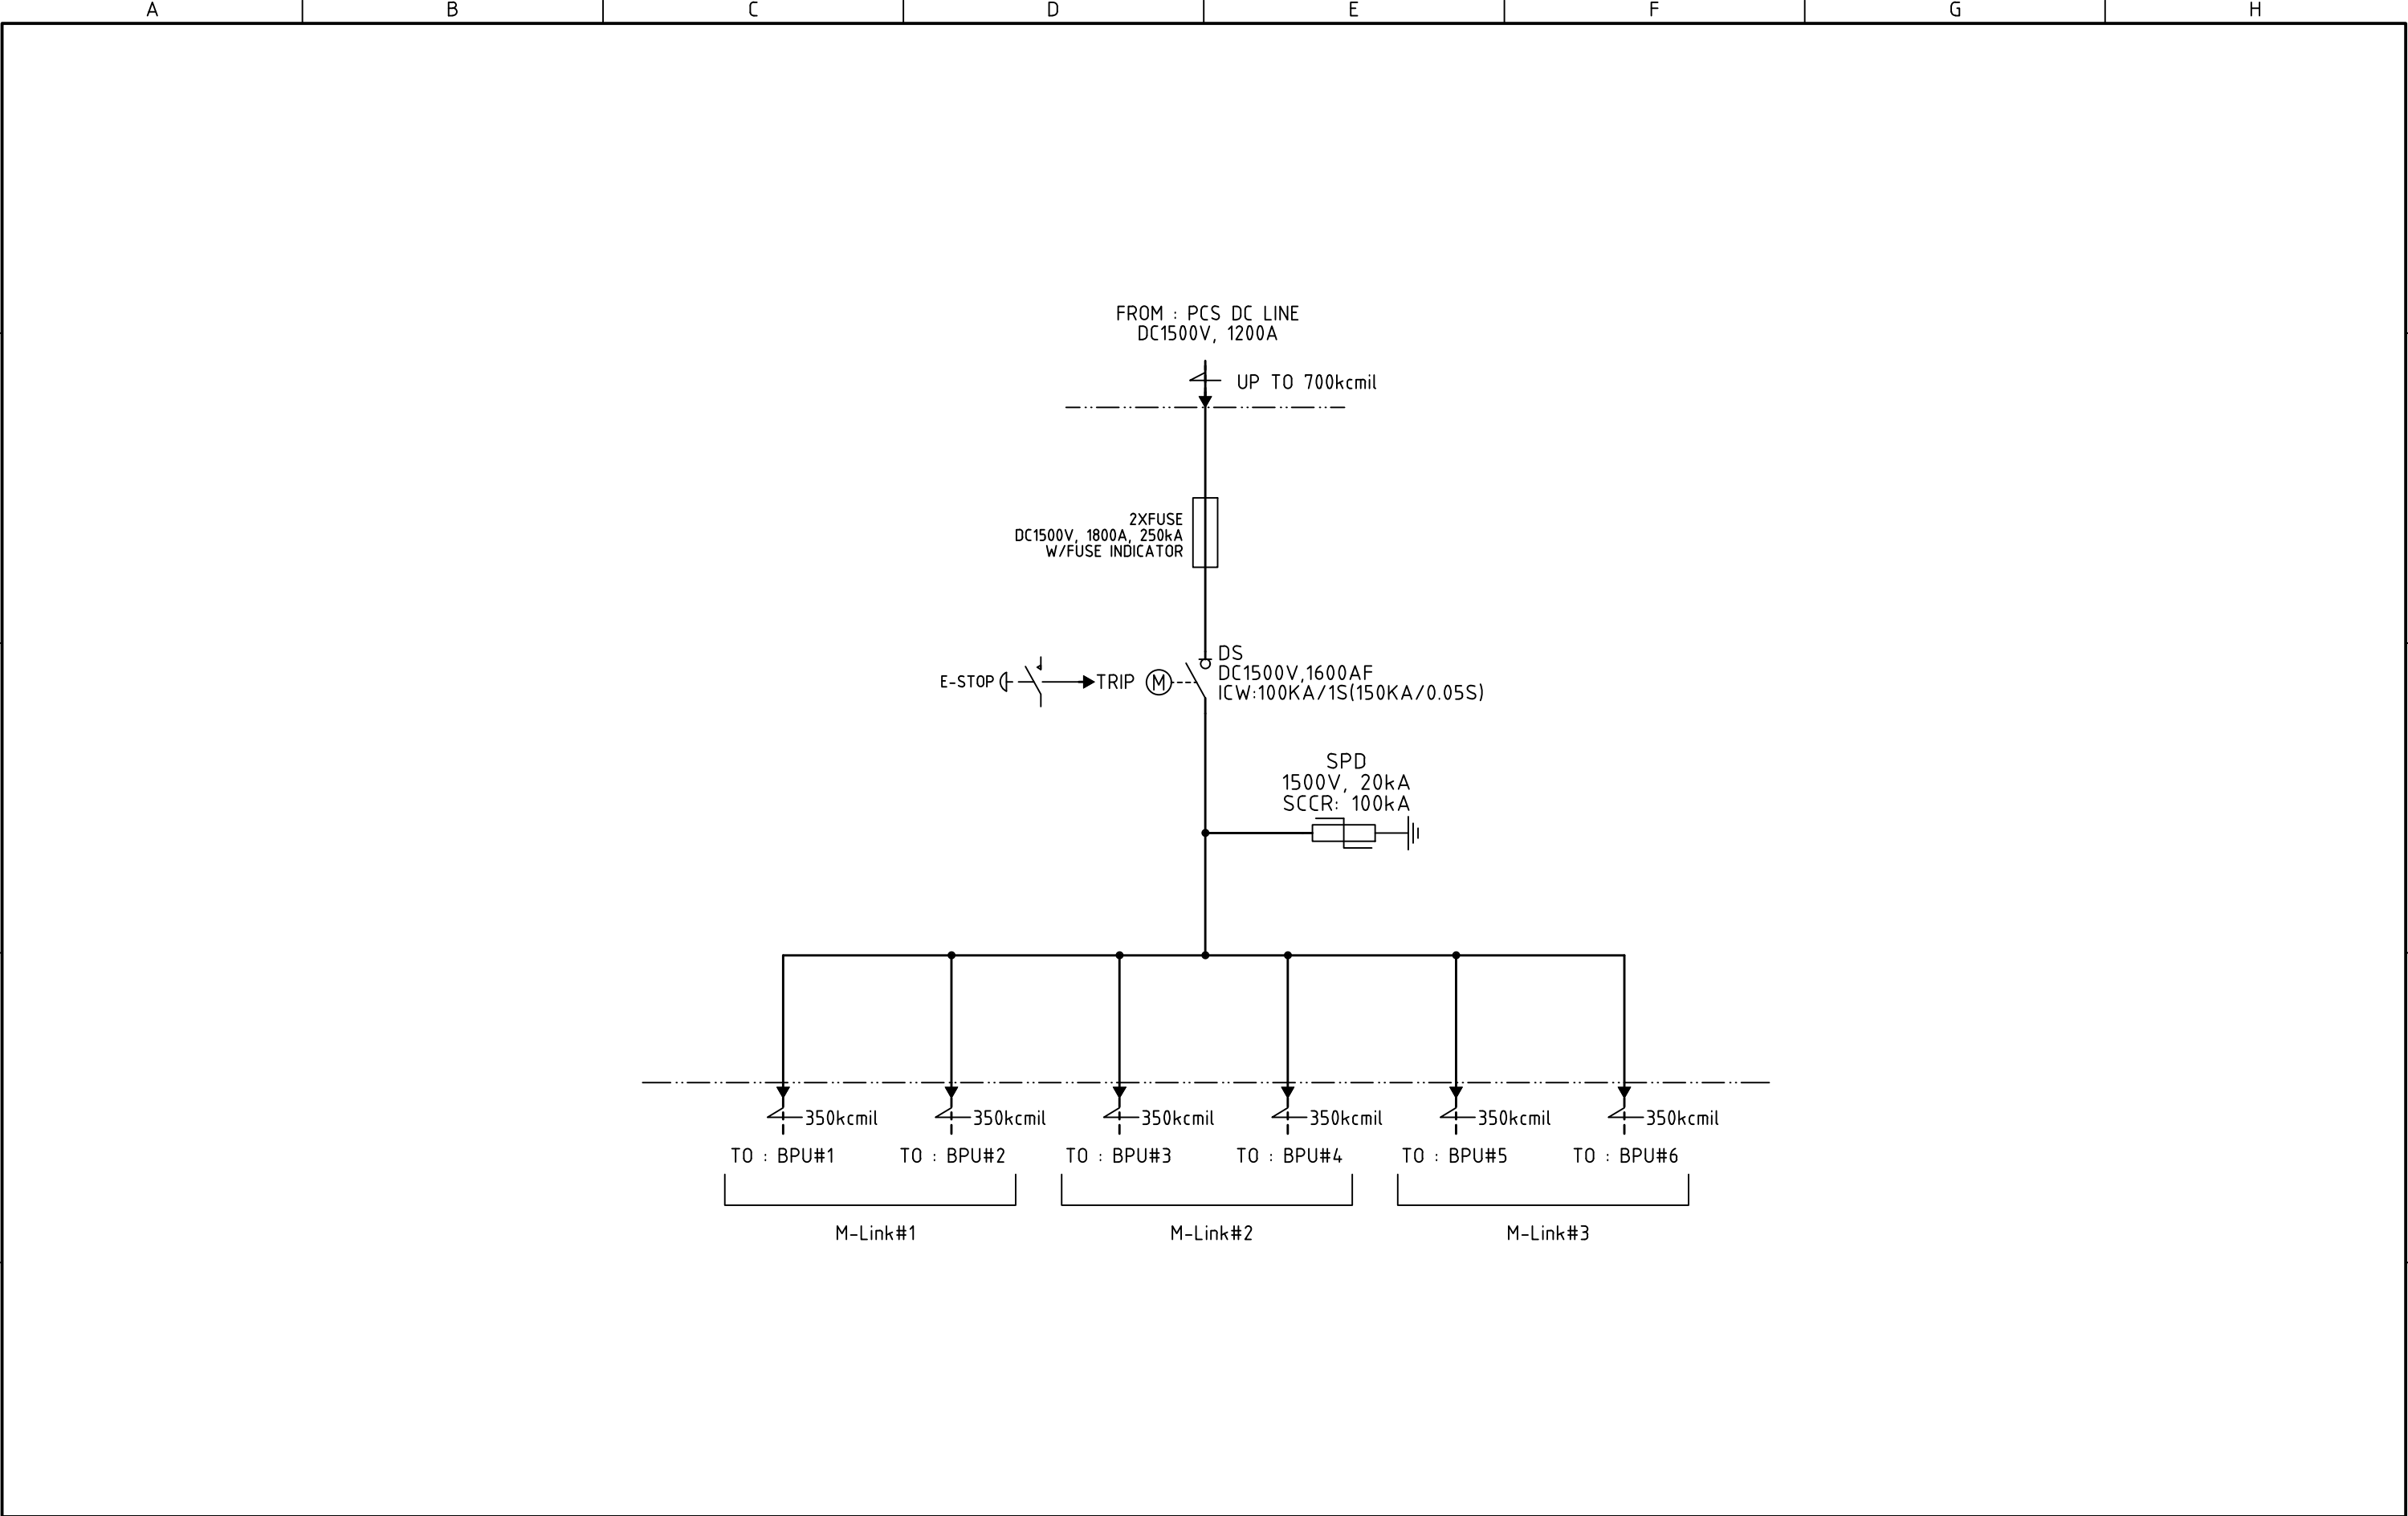 A B C D E F G H
FROM : PCS DC LINE
DC1500V, 1200A
UP TO 700kcmil
2XFUSE
DC1500V, 1800A, 250kA
W/FUSE INDICATOR
DS
DC1500V,1600AF
ICW:100KA/1S(150KA/0.05S)
E-STOP TRIP M
SPD
1500V, 20kA
SCCR: 100kA
350kcmil 350kcmil 350kcmil 350kcmil 350kcmil 350kcmil
TO : BPU#1 TO : BPU#2 TO : BPU#3 TO : BPU#4 TO : BPU#5 TO : BPU#6
M-Link#1 M-Link#2 M-Link#3